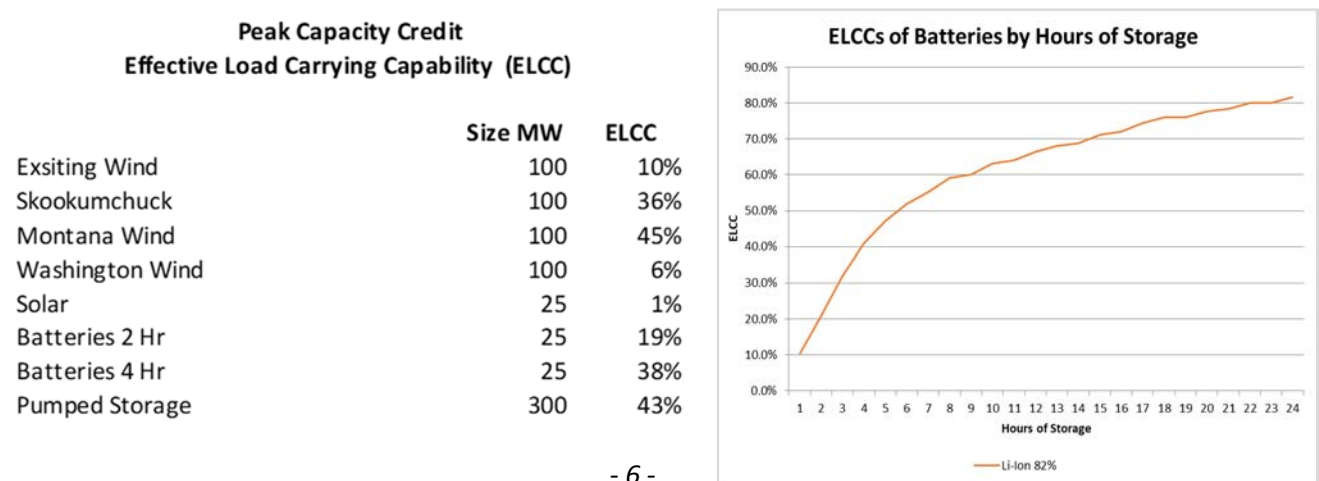 Peak Capacity Credit
Effective Load Carrying Capability (ELCC)
Size MW ELCC
Exsiting Wind 100 10%
Skookumchuck 100 36%
Montana Wind 100 45%
Washington Wind 100 6%
Solar 25 1%
Batteries 2 Hr 25 19%
Batteries 4 Hr 25 38%
Pumped Storage 300 43%
- 6 -
ELCCs of Batteries by Hours of Storage
90.0%
80.0%
70.0%
60.0%
50.0%
40.0%
30.0%
20.0%
10.0%
0.0%
ELCC
1 2 3 4 5 6 7 8 9 10 11 12 13 14 15 16 17 18 19 20 21 22 23 24
Hours of Storage
Li-Ion 82%